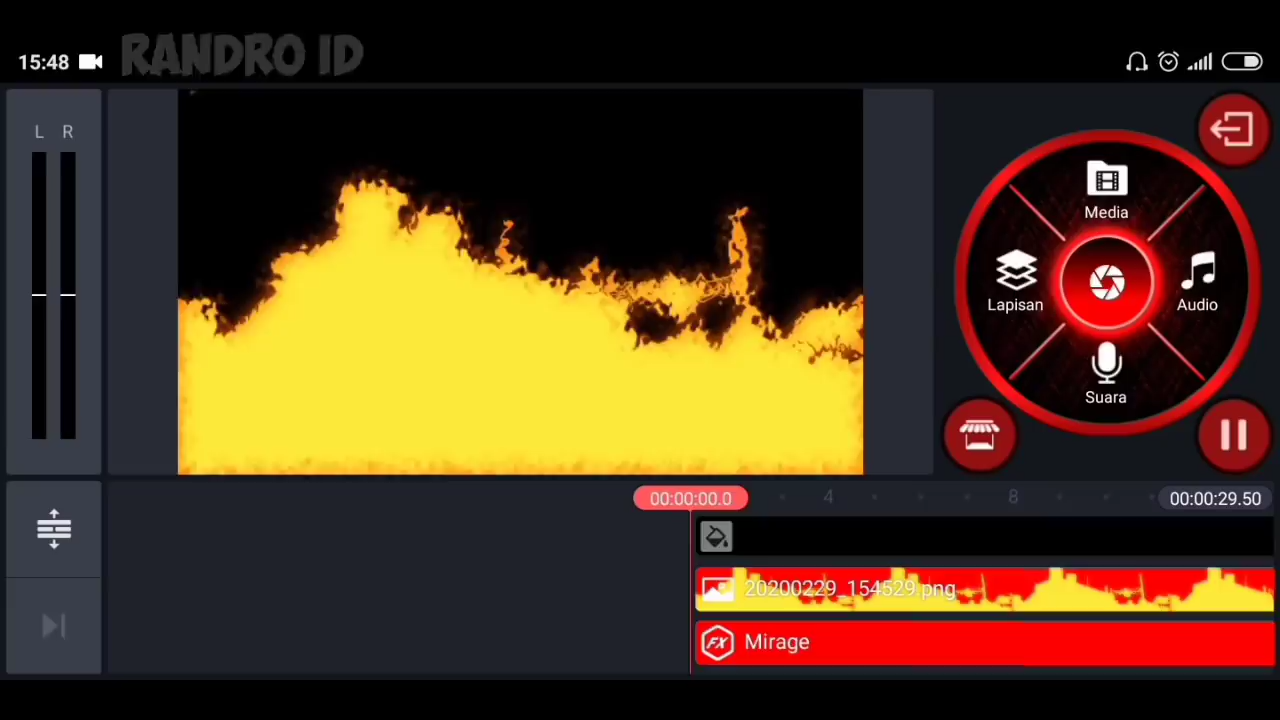 15:48
RANDRO ID
L R
Media
Lapisan
Audio
Suara
00:00:00.0
4
8
00:00:29.50
20200229_154529.png
FX
Mirage